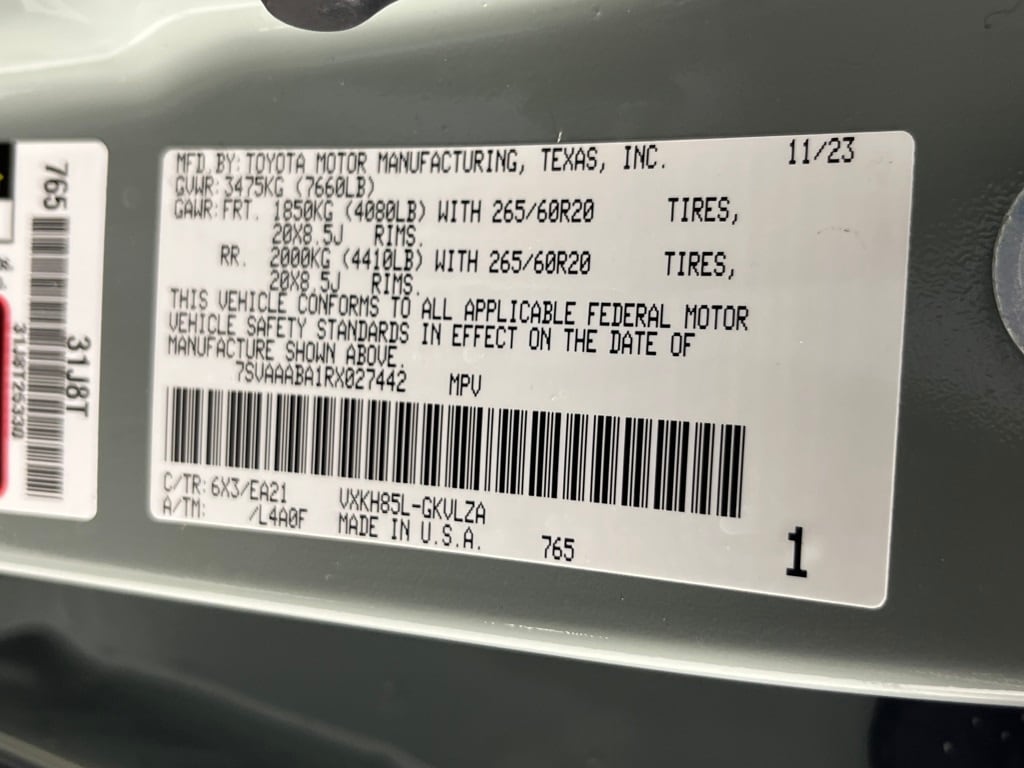 765
31J8T
31J8T25330
MFD.BY:TOYOTA MOTOR MANUFACTURING, TEXAS, INC. 11/23
GVWR:3475KG (7660LB)
GAWR:FRT. 1850KG (4080LB) WITH 265/60R20 TIRES,
20X8.5J RIMS.
RR. 2000KG (4410LB) WITH 265/60R20 TIRES,
20X8.5J RIMS.
THIS VEHICLE CONFORMS TO ALL APPLICABLE FEDERAL MOTOR
VEHICLE SAFETY STANDARDS IN EFFECT ON THE DATE OF
MANUFACTURE SHOWN ABOVE.
7SVAAABA1RX027442 MPV
C/TR:6X3/EA21 VXKH85L-GKVLZA
A/TM: /L4A0F MADE IN U.S.A. 765 1